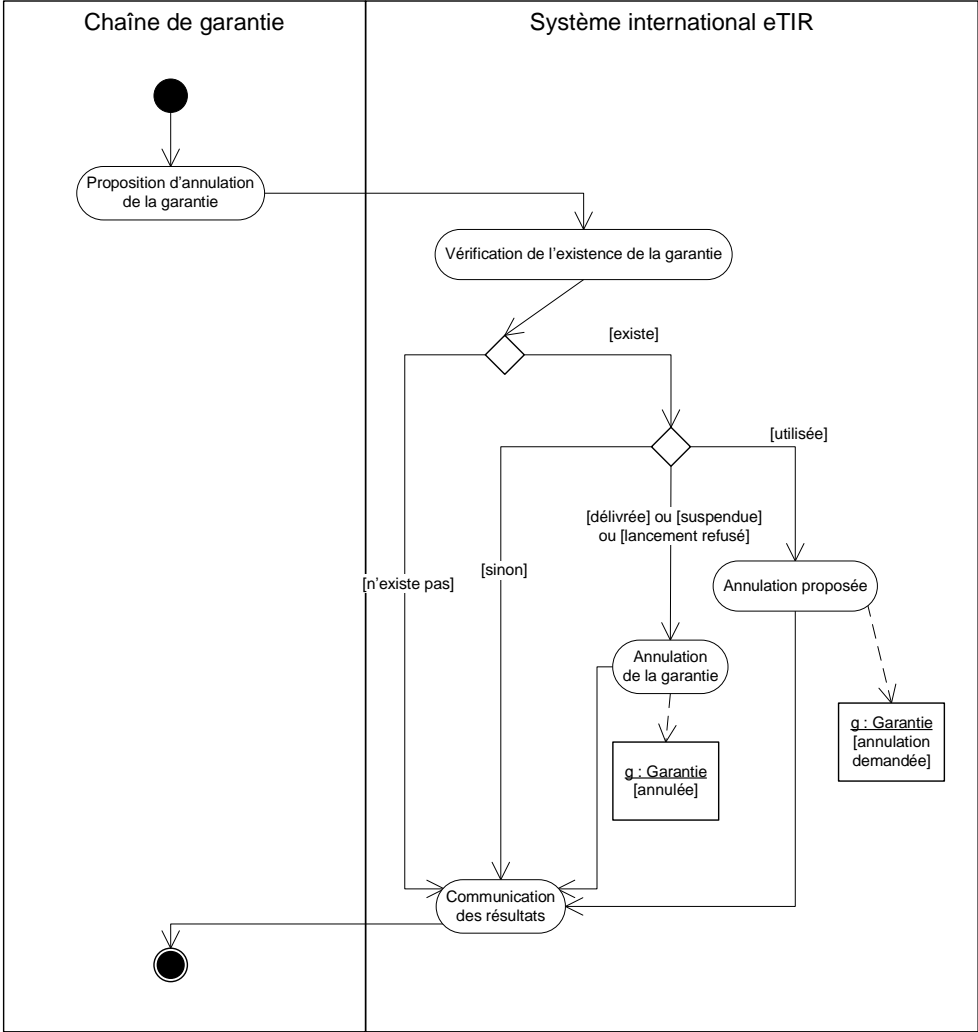 Chaîne de garantie
Système international eTIR
Proposition d'annulation
de la garantie
Vérification de l'existence de la garantie
[existe]
[utilisée]
[délivrée] ou [suspendue]
ou [lancement refusé]
[n'existe pas]
[sinon]
Annulation proposée
Annulation
de la garantie
g : Garantie
[annulation
demandée]
g : Garantie
[annulée]
Communication
des résultats